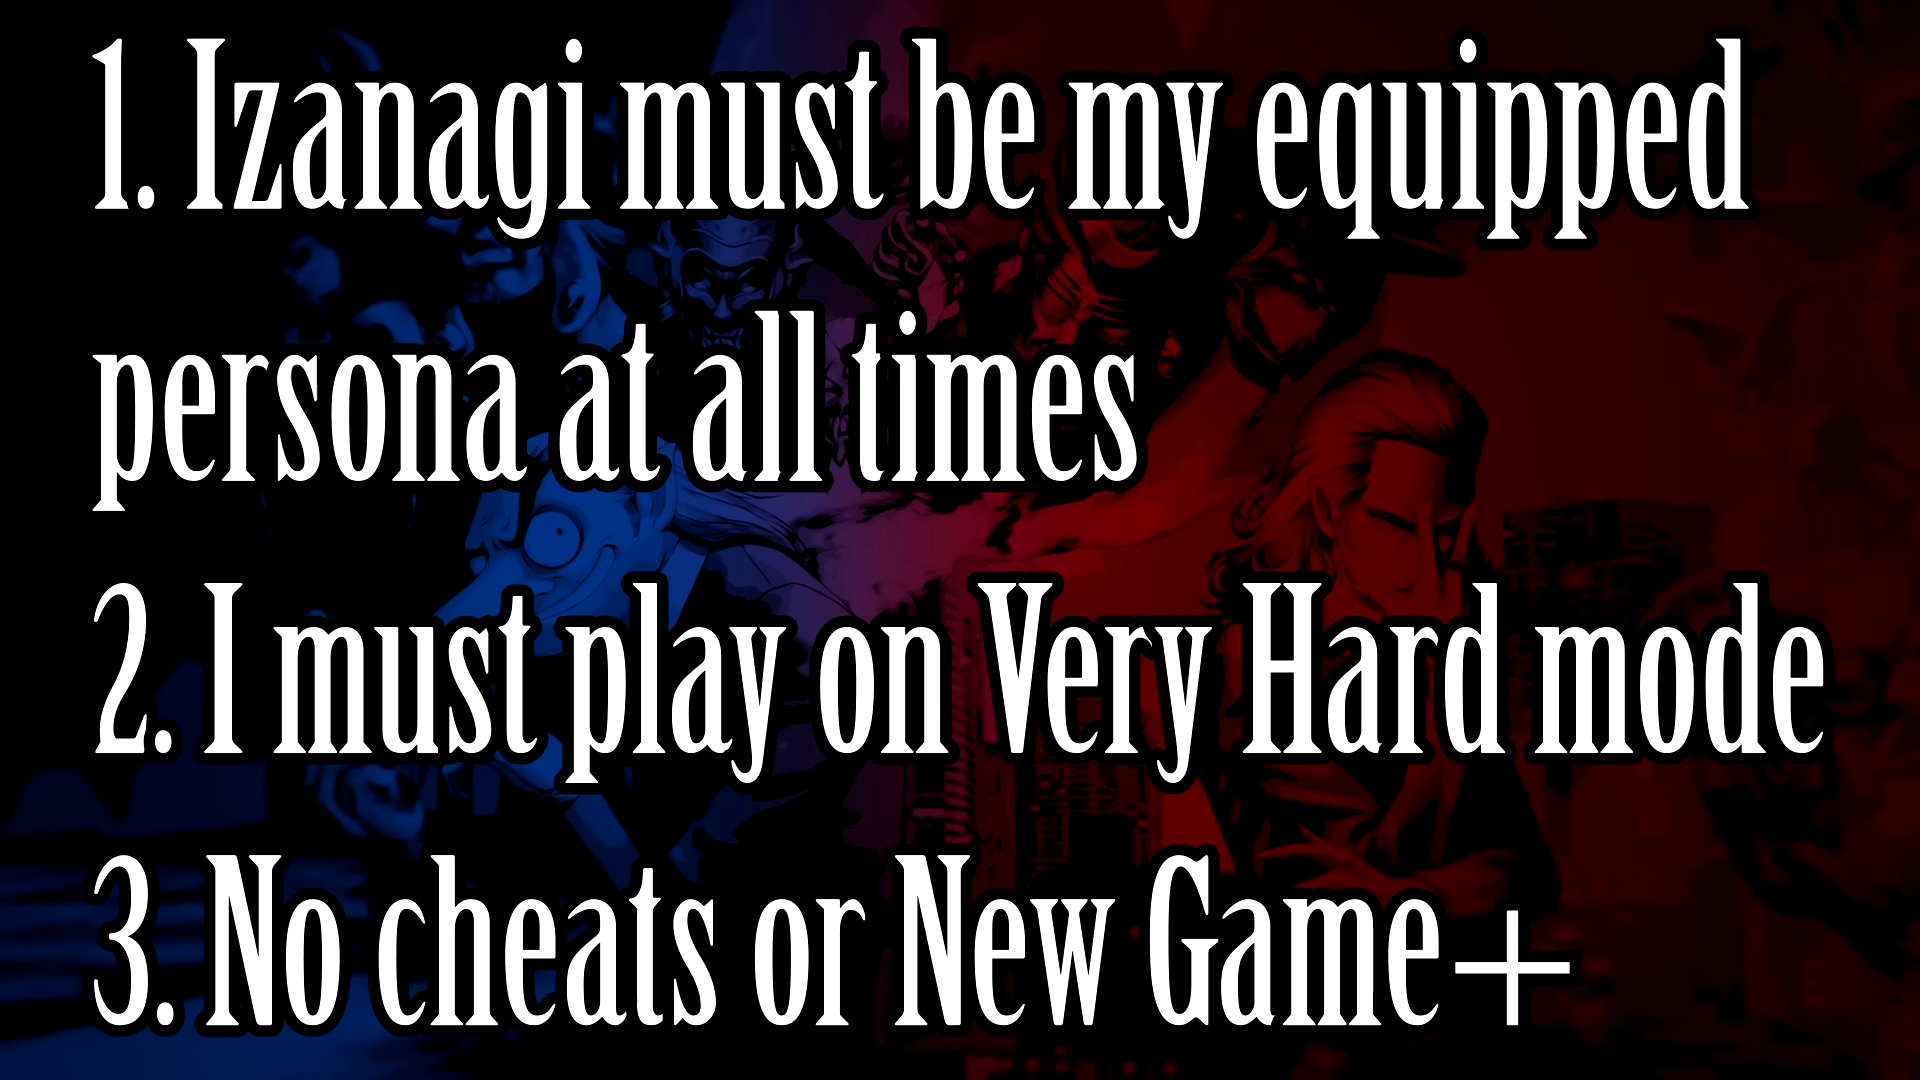 1. Izanagi must be my equipped
persona at all times
2. I must play on Very Hard mode
3. No cheats or New Game+